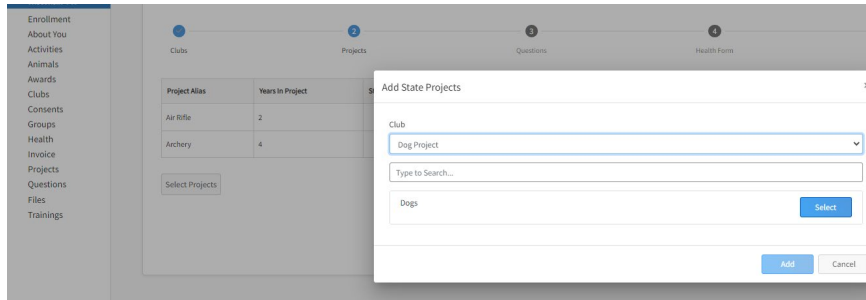 Enrollment
About You
Activities
Animals
Awards
Clubs
Consents
Groups
Health
Invoice
Projects
Questions
Files
Trainings
2
3
4
Clubs
Projects
Questions
Health Form
Project Alias
Years In Project
Air Rifle
2
Archery
4
Select Projects
Add State Projects
Club
Dog Project
Type to Search...
Dogs
Select
Add
Cancel